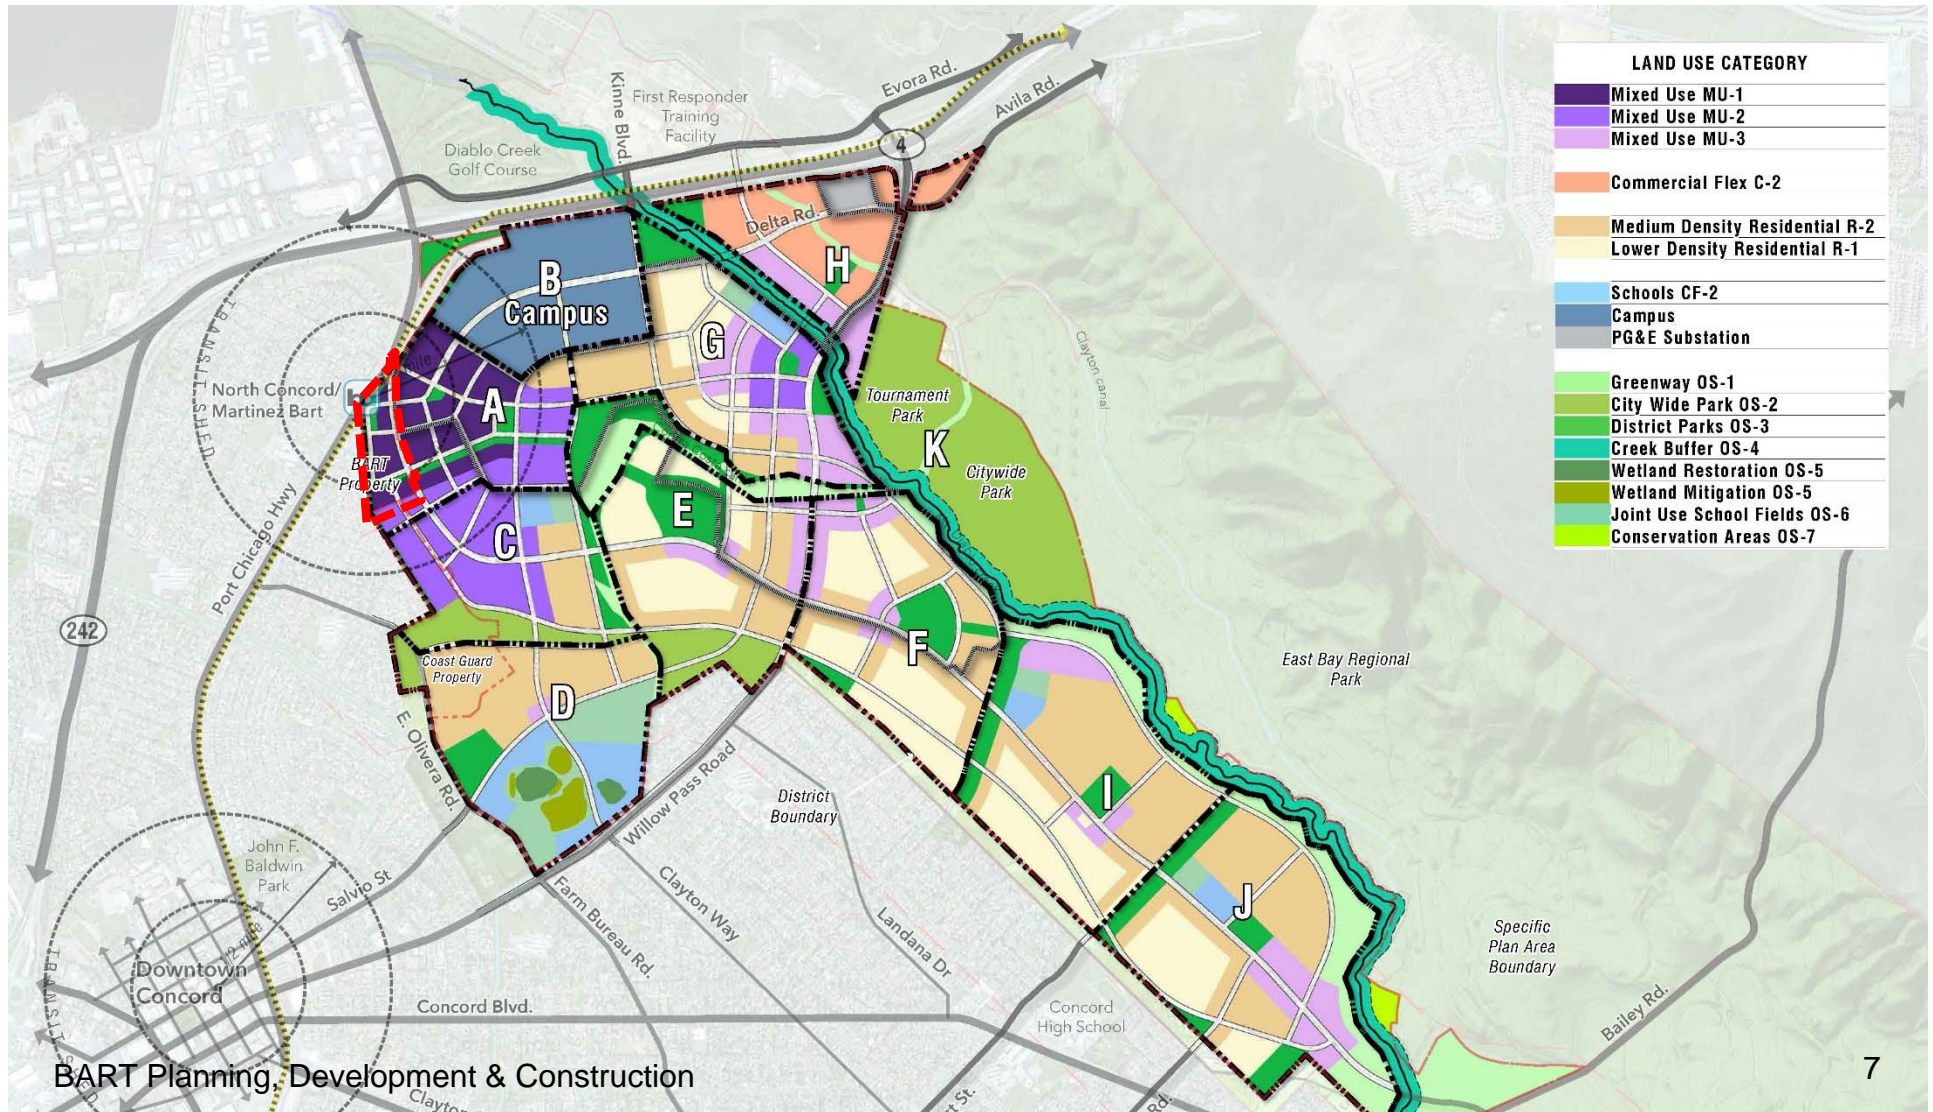 Kinne Blvd.
First Responder
Training
Facility
Evora Rd.
Avila Rd.
4
Diablo Creek
Golf Course
Delta Rd.
LAND USE CATEGORY
Mixed Use MU-1
Mixed Use MU-2
Mixed Use MU-3
Commercial Flex C-2
Medium Density Residential R-2
Lower Density Residential R-1
Schools CF-2
Campus
PG&E Substation
Greenway OS-1
City Wide Park OS-2
District Parks OS-3
Creek Buffer OS-4
Wetland Restoration OS-5
Wetland Mitigation OS-5
Joint Use School Fields OS-6
Conservation Areas OS-7
B
Campus
H
G
A
TRANSIT SHED
North Concord/
Martinez Bart
BART
Property
Port Chicago Hwy
Clayton canal
Tournament
Park
K
Citywide
Park
E
C
242
F
Coast Guard
Property
D
E. Olivera Rd.
East Bay Regional
Park
I
District
Boundary
Willow Pass Road
John F.
Baldwin
Park
Salvio St
Farm Bureau Rd.
Clayton Way
Landana Dr
J
Specific
Plan Area
Boundary
TRANSIT SHED
Downtown
Concord
Concord Blvd.
Concord
High School
Bailey Rd.
BART Planning, Development & Construction
7